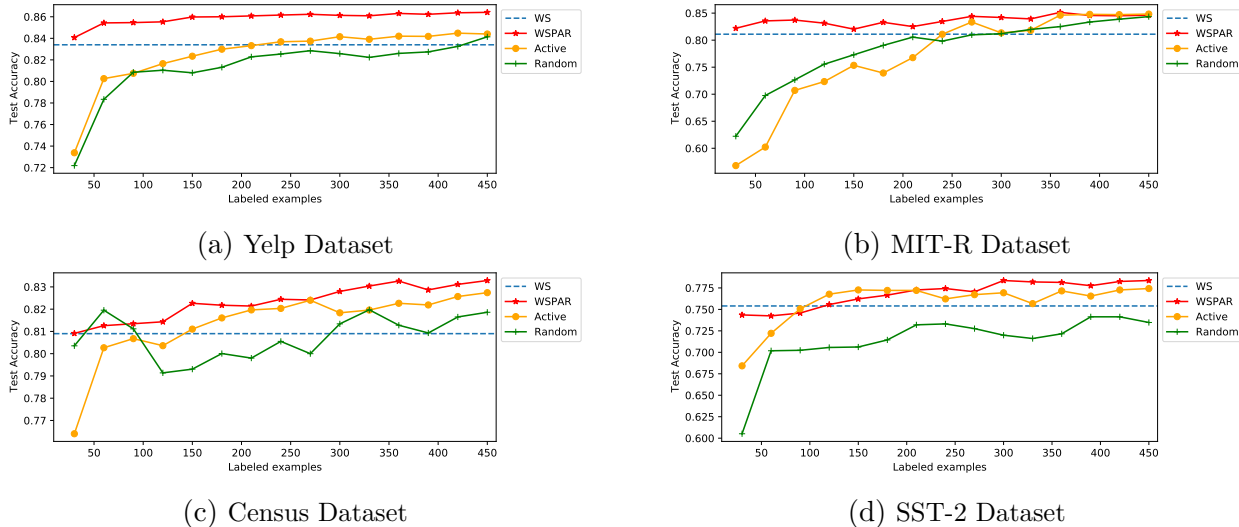 0.86
0.84
0.82
0.80
0.78
0.76
0.74
0.72
Test Accuracy
50 100 150 200 250 300 350 400 450
Labeled examples
WS
WSPAR
Active
Random
(a) Yelp Dataset
0.85
0.80
0.75
0.70
0.65
0.60
Test Accuracy
50 100 150 200 250 300 350 400 450
Labeled examples
WS
WSPAR
Active
Random
(b) MIT-R Dataset
0.83
0.82
0.81
0.80
0.79
0.78
0.77
Test Accuracy
50 100 150 200 250 300 350 400 450
Labeled examples
WS
WSPAR
Active
Random
(c) Census Dataset
0.775
0.750
0.725
0.700
0.675
0.650
0.625
0.600
Test Accuracy
50 100 150 200 250 300 350 400 450
Labeled examples
WS
WSPAR
Active
Random
(d) SST-2 Dataset